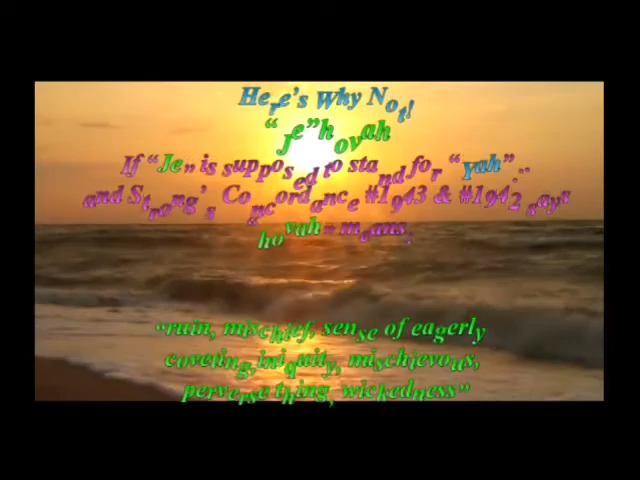 Here's Why Not!
“Je”hovah
If “Je” is supposed to stand for “Yah”..
and Strong's Concordance #1943 & #1942 says
“hovah” means:
“ruin, mischief, sense of eagerly
coveting,iniquity, mischievous,
perverse thing, wickedness”